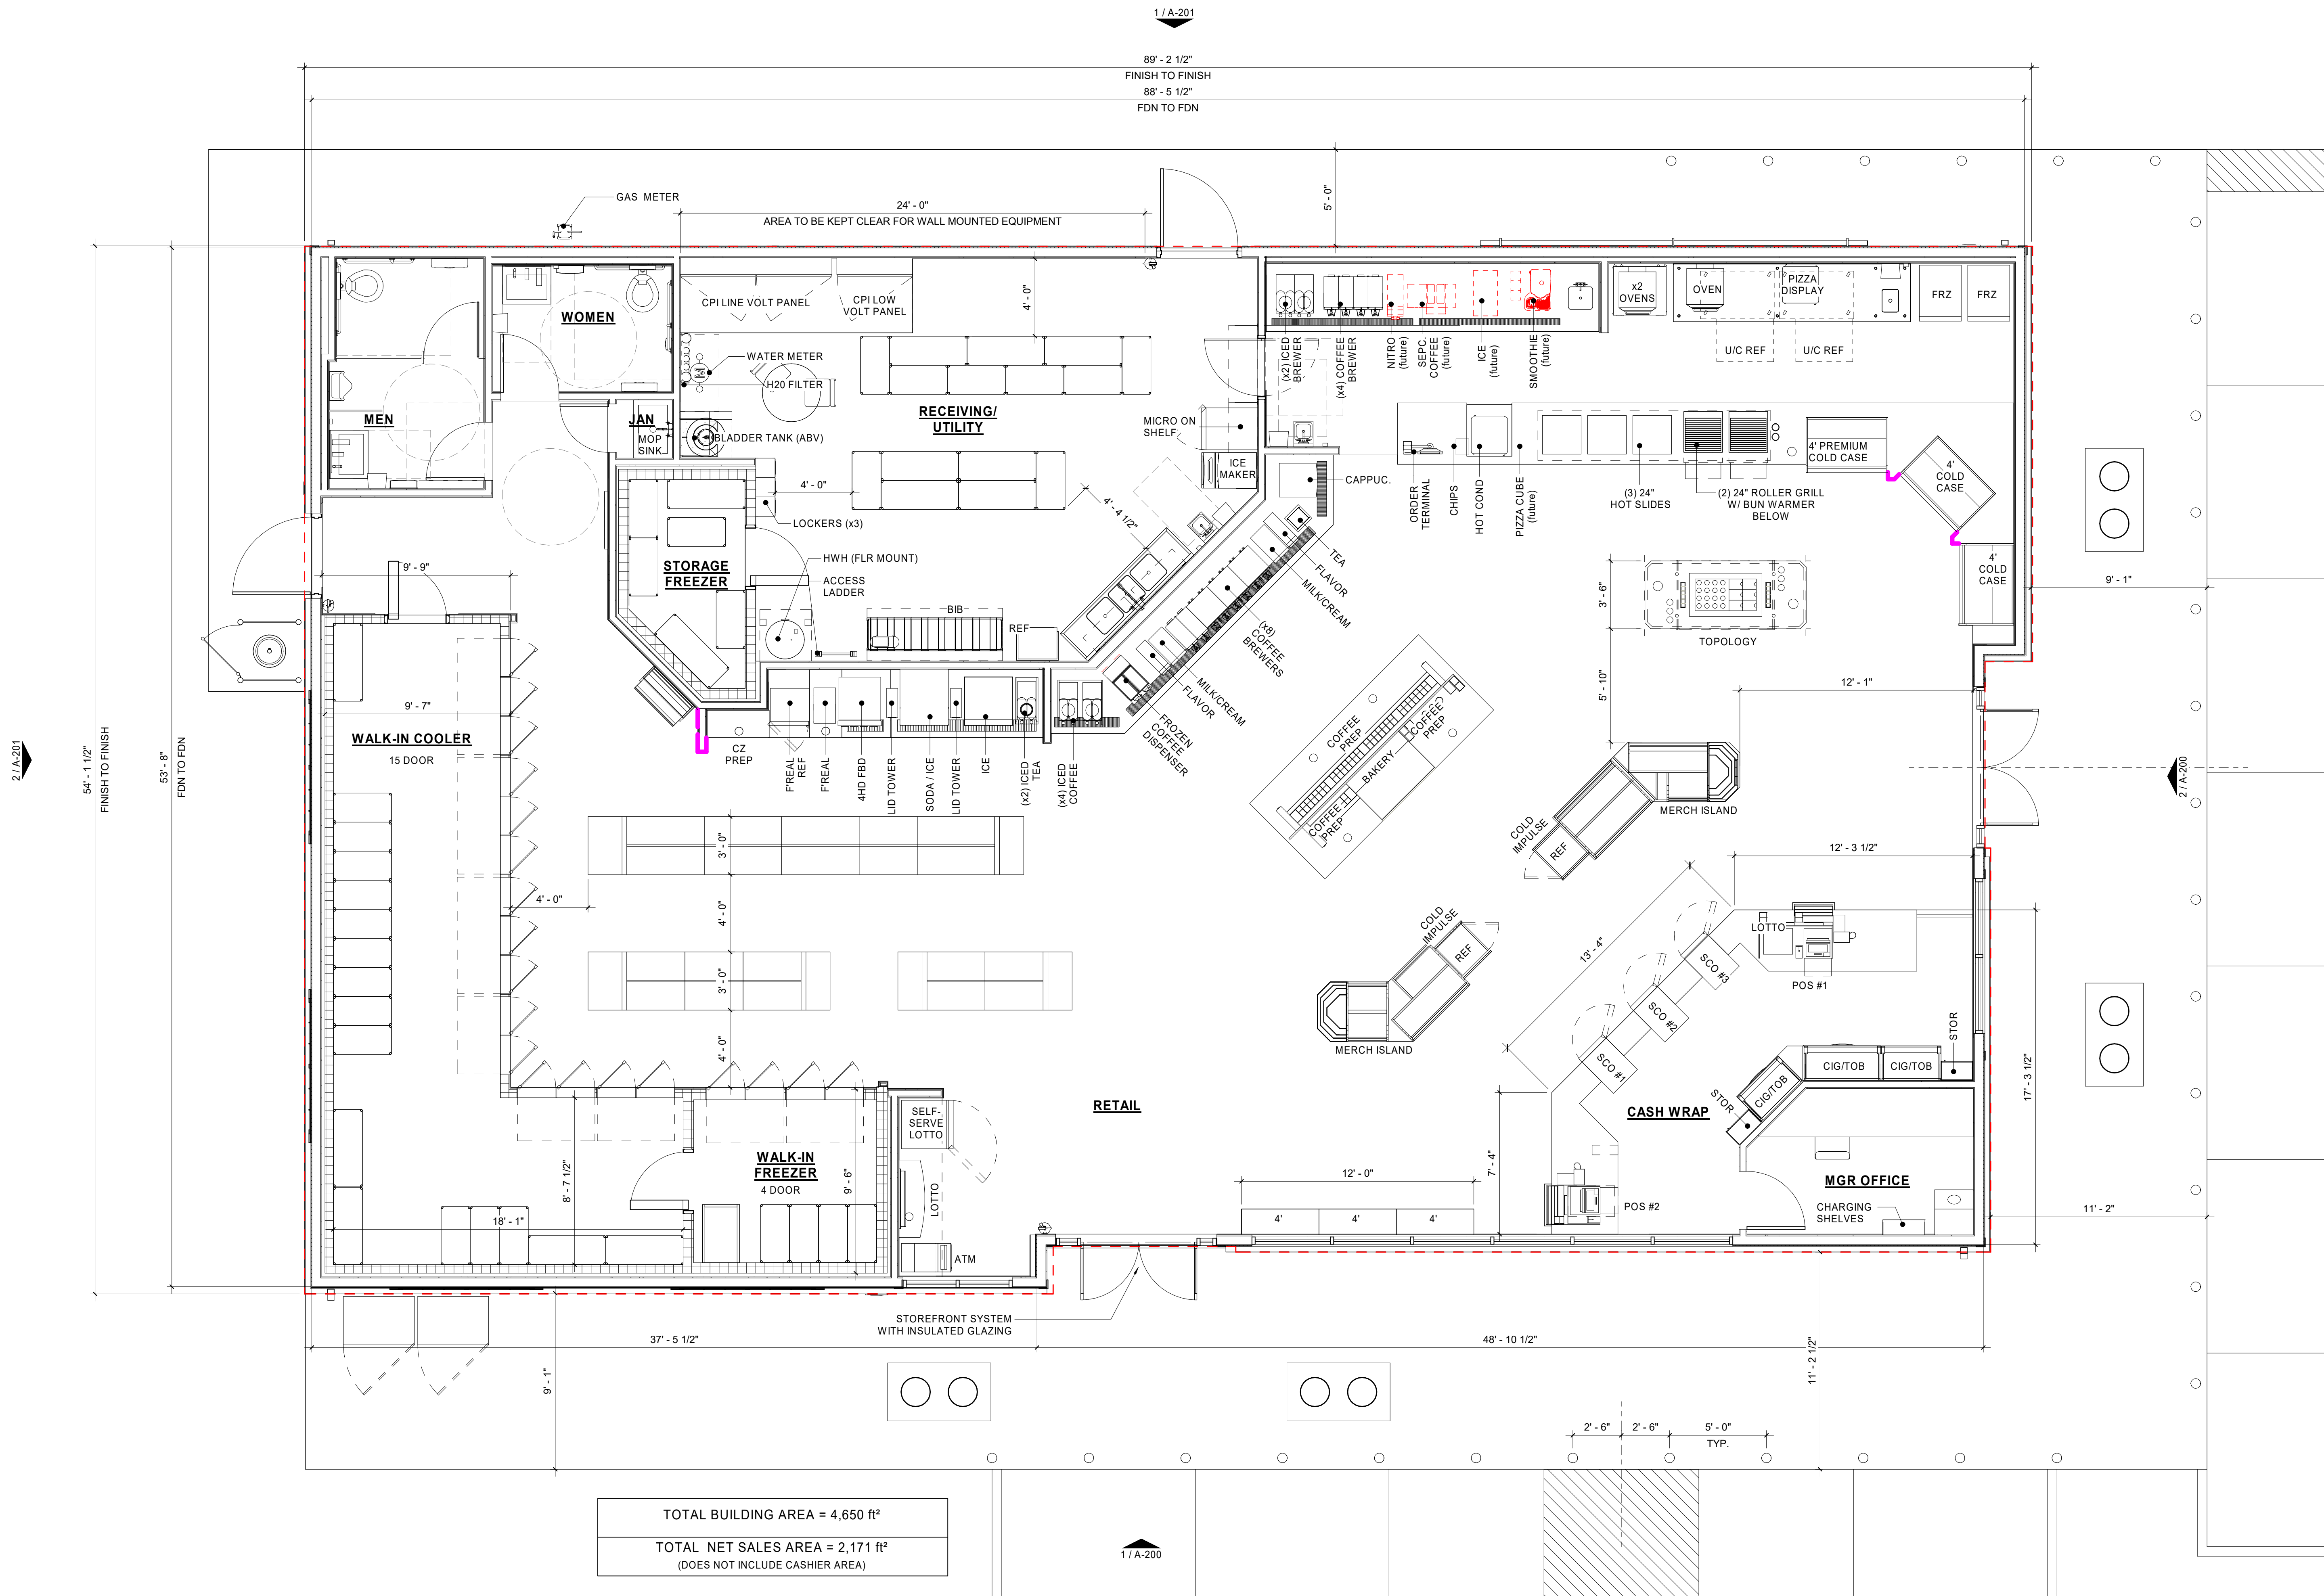 1 / A-201
89' - 2 1/2"
FINISH TO FINISH
88' - 5 1/2"
FDN TO FDN
GAS METER
24' - 0"
AREA TO BE KEPT CLEAR FOR WALL MOUNTED EQUIPMENT
5' - 0"
CPI LINE VOLT PANEL
CPI LOW
VOLT PANEL
4' - 0"
WOMEN
MEN
JAN
MOP
SINK
WATER METER
M
H20 FILTER
BLADDER TANK (ABV)
RECEIVING/
UTILITY
MICRO ON
SHELF
ICE
MAKER
(x2) ICED
BREWER
(x4) COFFEE
BREWER
NITRO
(future)
SEPC.
COFFEE
(future)
ICE
(future)
SMOOTHIE
(future)
x2
OVENS
OVEN
PIZZA
DISPLAY
FRZ
FRZ
U/C REF
U/C REF
CAPPUC.
ORDER
TERMINAL
CHIPS
HOT COND
PIZZA CUBE
(future)
(3) 24"
HOT SLIDES
(2) 24" ROLLER GRILL
W/ BUN WARMER
BELOW
4' PREMIUM
COLD CASE
4'
COLD
CASE
4'
COLD
CASE
4' - 0"
LOCKERS (x3)
4' - 4 1/2"
STORAGE
FREEZER
HWH (FLR MOUNT)
ACCESS
LADDER
BIB
REF
TEA
FLAVOR
MILK/CREAM
(x8)
COFFEE
BREWERS
MILK/CREAM
FLAVOR
FROZEN
COFFEE
DISPENSER
9' - 9"
9' - 7"
WALK-IN COOLER
15 DOOR
2 / A-201
54' - 1 1/2"
FINISH TO FINISH
53' - 8"
FDN TO FDN
CZ
PREP
F'REAL
REF
F'REAL
4HD FBD
LID TOWER
SODA / ICE
LID TOWER
ICE
(x2) ICED
TEA
(x4) ICED
COFFEE
COFFEE
PREP
COFFEE
PREP
BAKERY
COFFEE
PREP
3' - 6"
TOPOLOGY
5' - 10"
9' - 1"
12' - 1"
MERCH ISLAND
COLD
IMPULSE
REF
2 / A-200
3' - 0"
4' - 0"
4' - 0"
3' - 0"
4' - 0"
COLD
IMPULSE
REF
MERCH ISLAND
12' - 3 1/2"
13' - 4"
LOTTO
POS #1
SCO #3
SCO #2
SCO #1
STOR
CIG/TOB
CIG/TOB
CIG/TOB
STOR
17' - 3 1/2"
RETAIL
CASH WRAP
7' - 4"
12' - 0"
4'
4'
4'
POS #2
MGR OFFICE
CHARGING
SHELVES
11' - 2"
SELF-
SERVE
LOTTO
LOTTO
ATM
WALK-IN
FREEZER
4 DOOR
8' - 7 1/2"
9' - 6"
18' - 1"
STOREFRONT SYSTEM
WITH INSULATED GLAZING
37' - 5 1/2"
48' - 10 1/2"
9' - 1"
11' - 2 1/2"
2' - 6"
2' - 6"
5' - 0"
TYP.
TOTAL BUILDING AREA = 4,650 ft²
TOTAL NET SALES AREA = 2,171 ft²
(DOES NOT INCLUDE CASHIER AREA)
1 / A-200